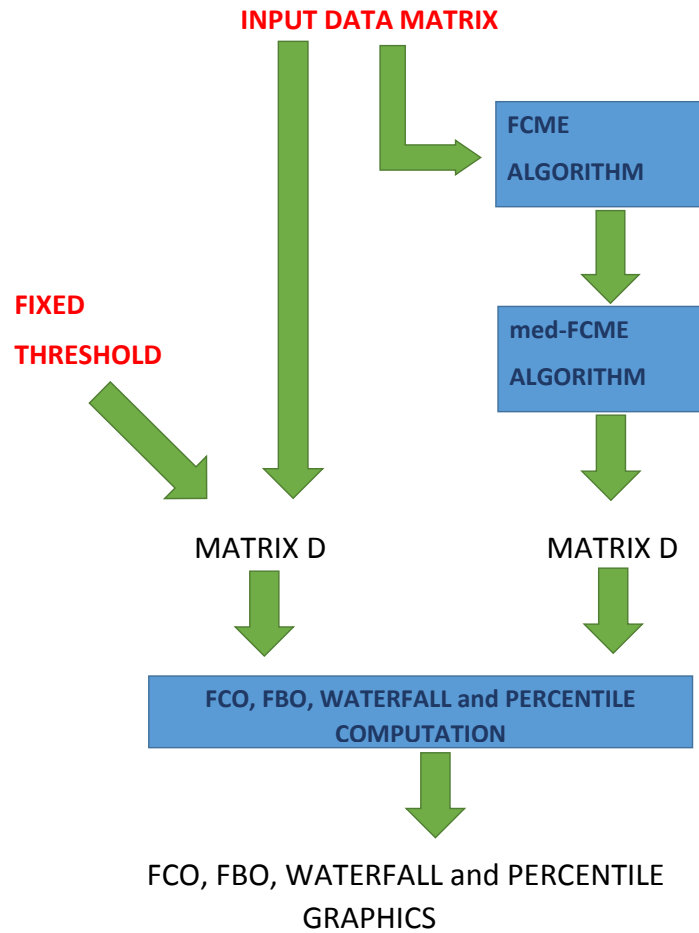 INPUT DATA MATRIX
FCME
ALGORITHM
FIXED
THRESHOLD
med-FCME
ALGORITHM
MATRIX D
MATRIX D
FCO, FBO, WATERFALL and PERCENTILE
COMPUTATION
FCO, FBO, WATERFALL and PERCENTILE
GRAPHICS